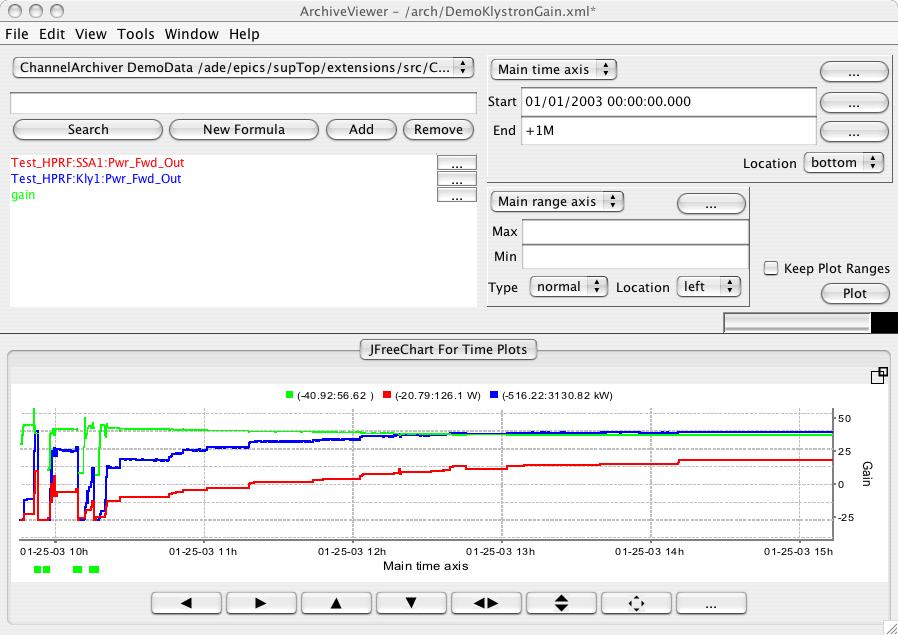 ArchiveViewer - /arch/DemoKlystronGain.xml*
File Edit View Tools Window Help
ChannelArchiver DemoData /ade/epics/supTop/extensions/src/C...
Search New Formula Add Remove
Test_HPRF:SSA1:Pwr_Fwd_Out ...
Test_HPRF:Kly1:Pwr_Fwd_Out ...
gain ...
Main time axis ...
Start 01/01/2003 00:00:00.000 ...
End +1M ...
Location bottom
Main range axis ...
Max
Min
Type normal Location left
Keep Plot Ranges
Plot
JFreeChart For Time Plots
(-40.92:56.62 ) (-20.79:126.1 W) (-516.22:3130.82 kW)
50
25
0
-25
Gain
01-25-03 10h 01-25-03 11h 01-25-03 12h 01-25-03 13h 01-25-03 14h 01-25-03 15h
Main time axis
...